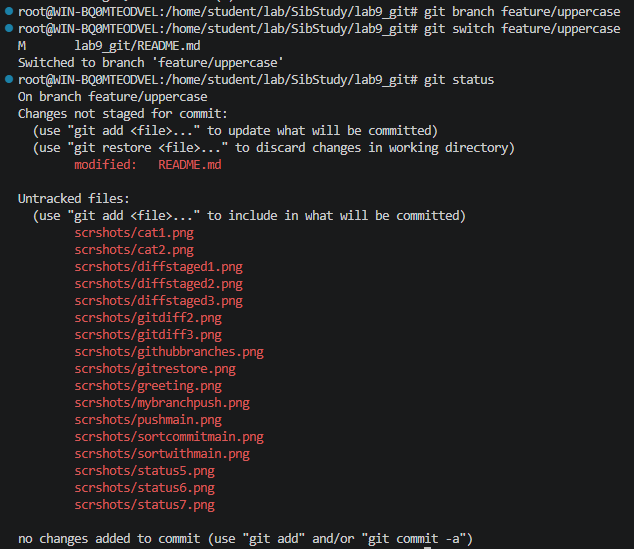 root@WIN-BQ0MTEODVEL:/home/student/lab/SibStudy/lab9_git# git branch feature/uppercase
root@WIN-BQ0MTEODVEL:/home/student/lab/SibStudy/lab9_git# git switch feature/uppercase
M       lab9_git/README.md
Switched to branch 'feature/uppercase'
root@WIN-BQ0MTEODVEL:/home/student/lab/SibStudy/lab9_git# git status
On branch feature/uppercase
Changes not staged for commit:
  (use "git add <file>..." to update what will be committed)
  (use "git restore <file>..." to discard changes in working directory)
        modified:   README.md

Untracked files:
  (use "git add <file>..." to include in what will be committed)
        scrshots/cat1.png
        scrshots/cat2.png
        scrshots/diffstaged1.png
        scrshots/diffstaged2.png
        scrshots/diffstaged3.png
        scrshots/gitdiff2.png
        scrshots/gitdiff3.png
        scrshots/githubbranches.png
        scrshots/gitrestore.png
        scrshots/greeting.png
        scrshots/mybranchpush.png
        scrshots/pushmain.png
        scrshots/sortcommitmain.png
        scrshots/sortwithmain.png
        scrshots/status5.png
        scrshots/status6.png
        scrshots/status7.png

no changes added to commit (use "git add" and/or "git commit -a")